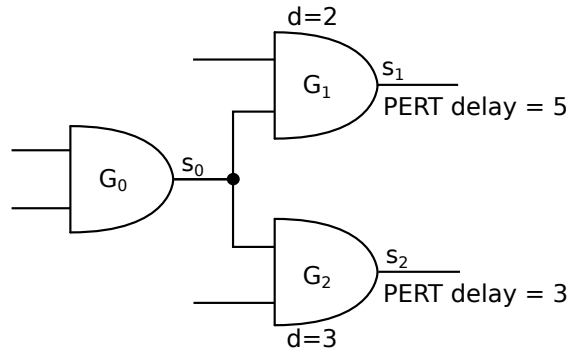 d=2
G₁
s₁
PERT delay = 5
G₀
s₀
G₂
s₂
PERT delay = 3
d=3